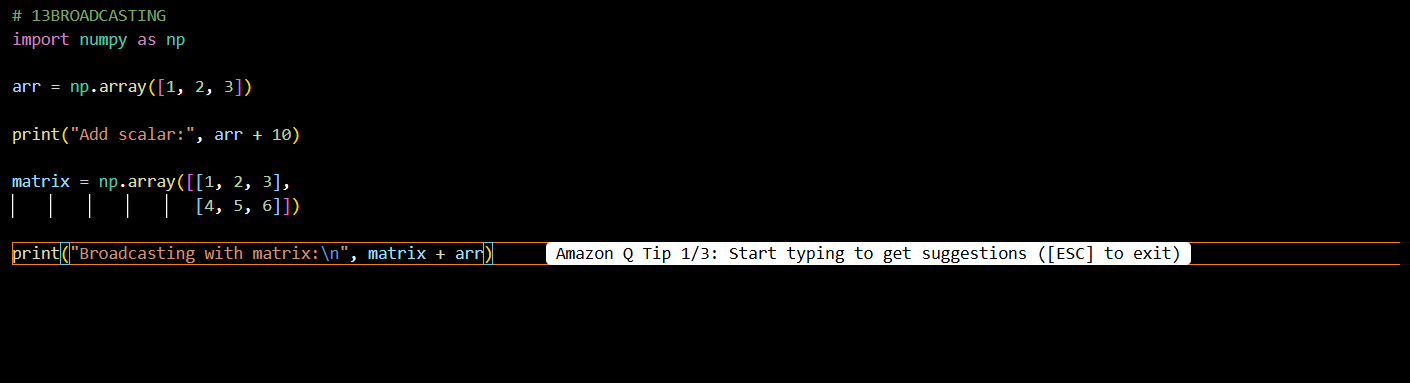 # 13BROADCASTING
import numpy as np
arr = np.array([1, 2, 3])
print("Add scalar:", arr + 10)
matrix = np.array([[1, 2, 3],
[4, 5, 6]])
print("Broadcasting with matrix:\n", matrix + arr) Amazon Q Tip 1/3: Start typing to get suggestions ([ESC] to exit)